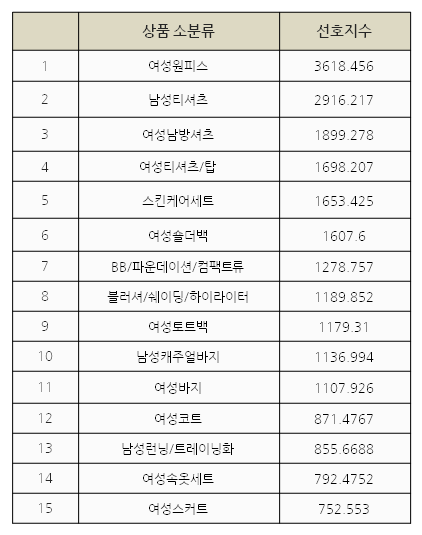 상품 소분류 선호지수
1 여성원피스 3618.456
2 남성티셔츠 2916.217
3 여성남방셔츠 1899.278
4 여성티셔츠/탑 1698.207
5 스킨케어세트 1653.425
6 여성숄더백 1607.6
7 BB/파운데이션/컴팩트류 1278.757
8 블러셔/쉐이딩/하이라이터 1189.852
9 여성토트백 1179.31
10 남성캐주얼바지 1136.994
11 여성바지 1107.926
12 여성코트 871.4767
13 남성런닝/트레이닝화 855.6688
14 여성속옷세트 792.4752
15 여성스커트 752.553